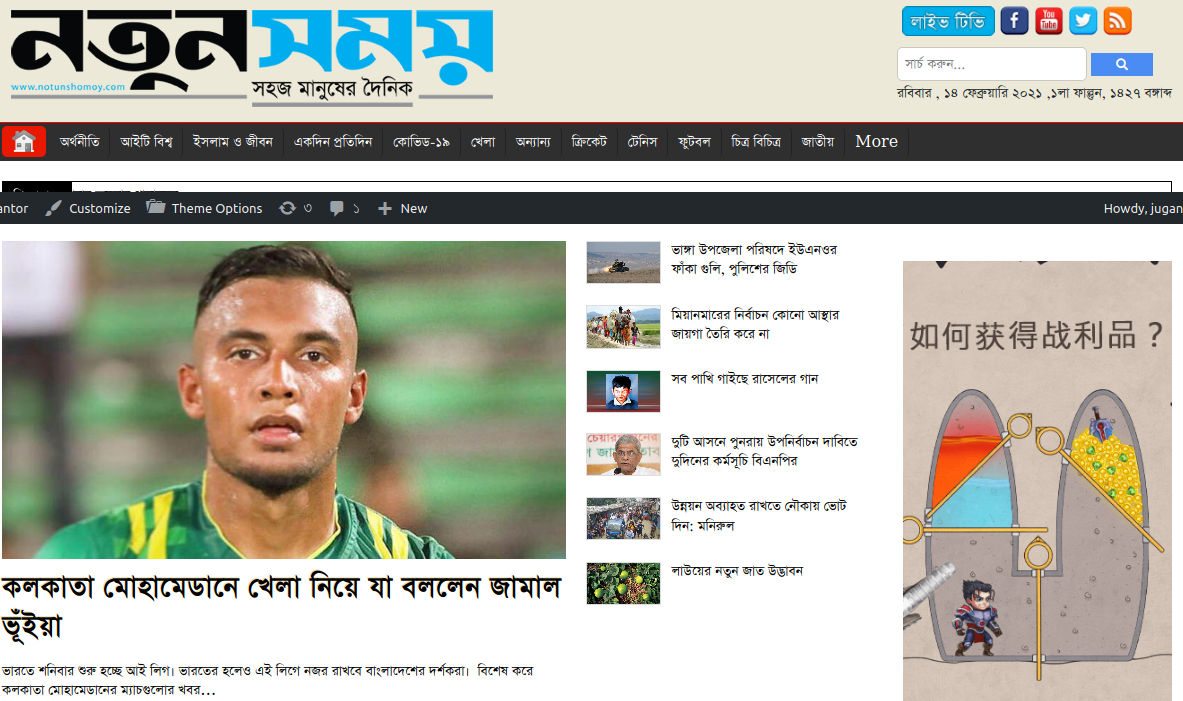 নতুনসময়
www.notunshomoy.com
সহজ মানুষের দৈনিক
লাইভ টিভি
You
Tube
সার্চ করুন...
রবিবার , ১৪ ফেব্রুয়ারি ২০২১ ,১লা ফাল্গুন, ১৪২৭ বঙ্গাব্দ
অর্থনীতি
আইটি বিশ্ব
ইসলাম ও জীবন
একদিন প্রতিদিন
কোভিড-১৯
খেলা
অন্যান্য
ক্রিকেট
টেনিস
ফুটবল
চিত্র বিচিত্র
জাতীয়
More
antor
Customize
Theme Options
৩
১
New
Howdy, jugan
কলকাতা মোহামেডানে খেলা নিয়ে যা বললেন জামাল
ভূঁইয়া
ভারতে শনিবার শুরু হচ্ছে আই লিগ। ভারতের হলেও এই লিগে নজর রাখবে বাংলাদেশের দর্শকরা। বিশেষ করে
কলকাতা মোহামেডানের ম্যাচগুলোর খবর...
ভাঙ্গা উপজেলা পরিষদে ইউএনওর
ফাঁকা গুলি, পুলিশের জিডি
মিয়ানমারের নির্বাচন কোনো আস্থার
জায়গা তৈরি করে না
সব পাখি গাইছে রাসেলের গান
দুটি আসনে পুনরায় উপনির্বাচন দাবিতে
দুদিনের কর্মসূচি বিএনপির
উন্নয়ন অব্যাহত রাখতে নৌকায় ভোট
দিন: মনিরুল
লাউয়ের নতুন জাত উদ্ভাবন
如何获得战利品？